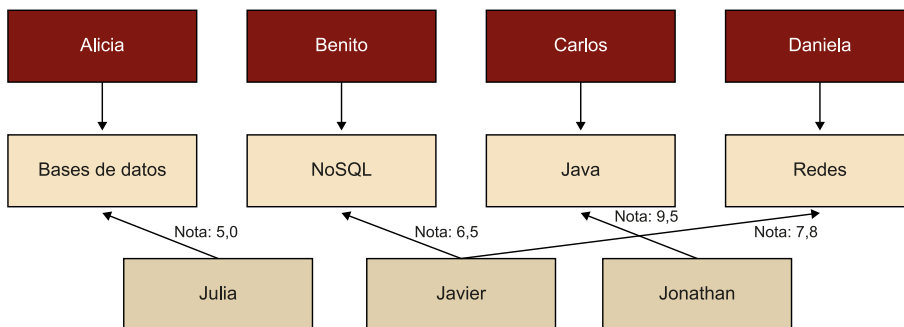 Alicia
Benito
Carlos
Daniela
Bases de datos
NoSQL
Java
Redes
Nota: 5,0
Nota: 6,5
Nota: 9,5
Nota: 7,8
Julia
Javier
Jonathan